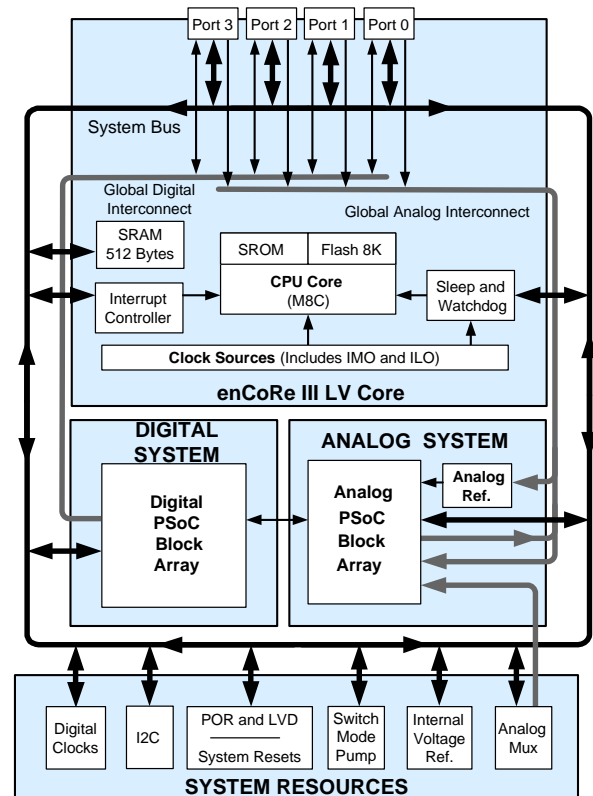 Port 3
Port 2
Port 1
Port 0
System Bus
Global Digital
Interconnect
Global Analog Interconnect
SRAM
512 Bytes
SROM
Flash 8K
CPU Core
(M8C)
Interrupt
Controller
Sleep and
Watchdog
Clock Sources (Includes IMO and ILO)
enCoRe III LV Core
DIGITAL
SYSTEM
ANALOG SYSTEM
Digital
PSoC
Block
Array
Analog
PSoC
Block
Array
Analog
Ref.
Digital
Clocks
I2C
POR and LVD
System Resets
Switch
Mode
Pump
Internal
Voltage
Ref.
Analog
Mux
SYSTEM RESOURCES